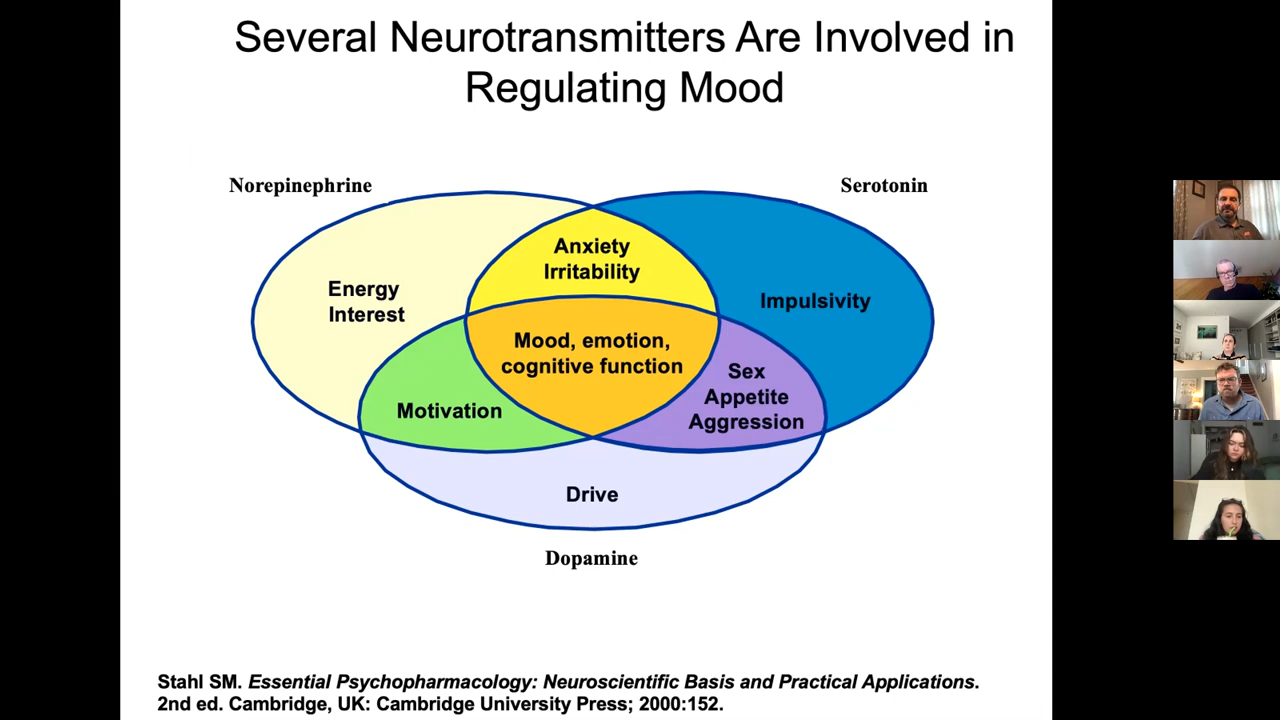 Several Neurotransmitters Are Involved in
Regulating Mood
Norepinephrine
Serotonin
Anxiety
Irritability
Energy
Interest
Impulsivity
Mood, emotion,
cognitive function
Sex
Appetite
Aggression
Motivation
Drive
Dopamine
Stahl SM. Essential Psychopharmacology: Neuroscientific Basis and Practical Applications.
2nd ed. Cambridge, UK: Cambridge University Press; 2000:152.